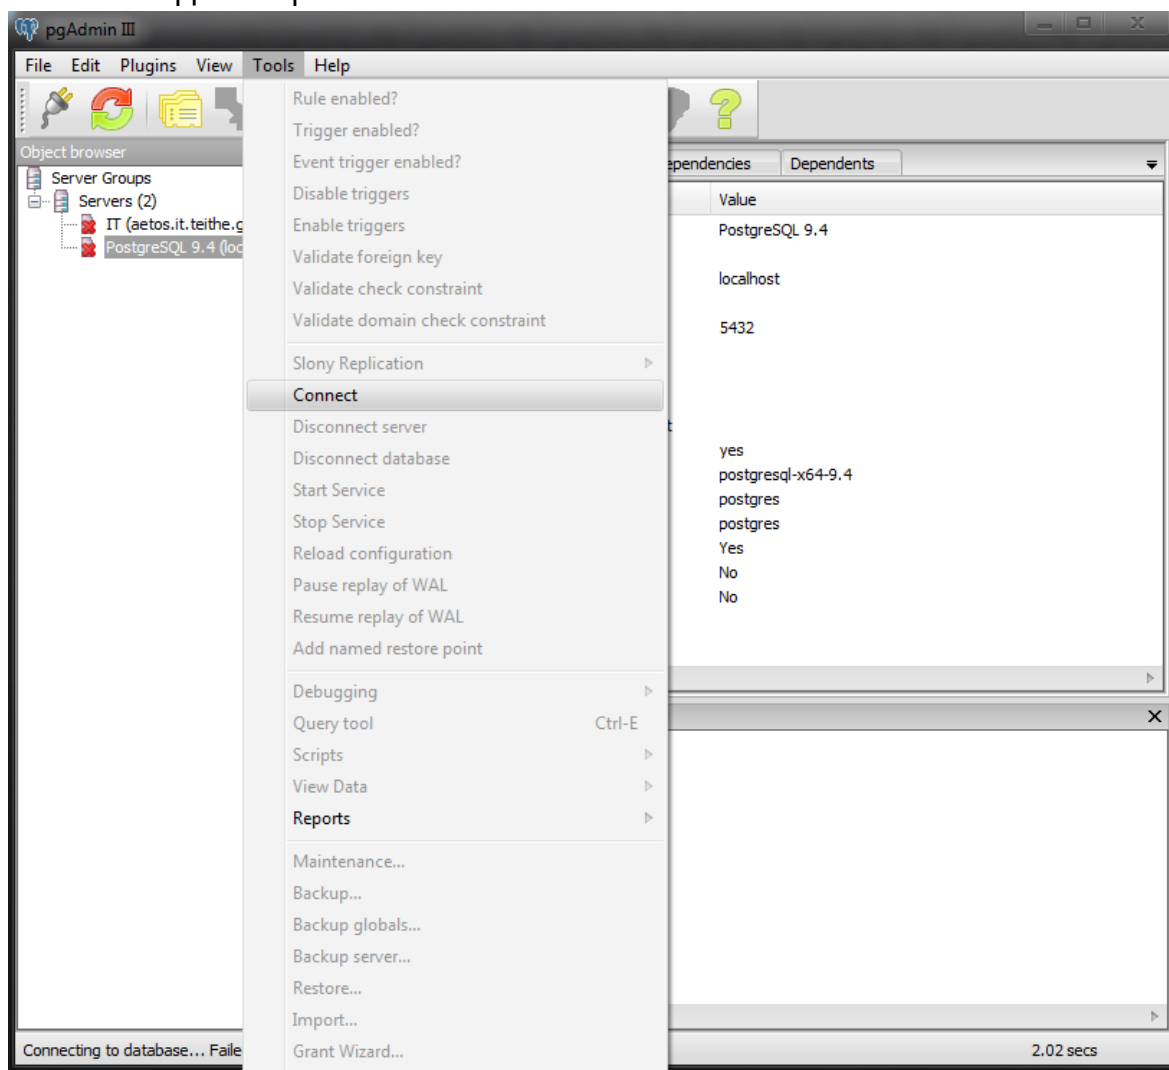 pgAdmin III
File Edit Plugins View Tools Help
Object browser
Server Groups
Servers (2)
IT (aetos.it.teithe.g
PostgreSQL 9.4 (loc
Rule enabled?
Trigger enabled?
Event trigger enabled?
Disable triggers
Enable triggers
Validate foreign key
Validate check constraint
Validate domain check constraint
Slony Replication
Connect
Disconnect server
Disconnect database
Start Service
Stop Service
Reload configuration
Pause replay of WAL
Resume replay of WAL
Add named restore point
Debugging
Query tool Ctrl-E
Scripts
View Data
Reports
Maintenance...
Backup...
Backup globals...
Backup server...
Restore...
Import...
Grant Wizard...
ependencies Dependents
Value
PostgreSQL 9.4
localhost
5432
yes
postgresql-x64-9.4
postgres
postgres
Yes
No
No
Connecting to database... Faile
2.02 secs